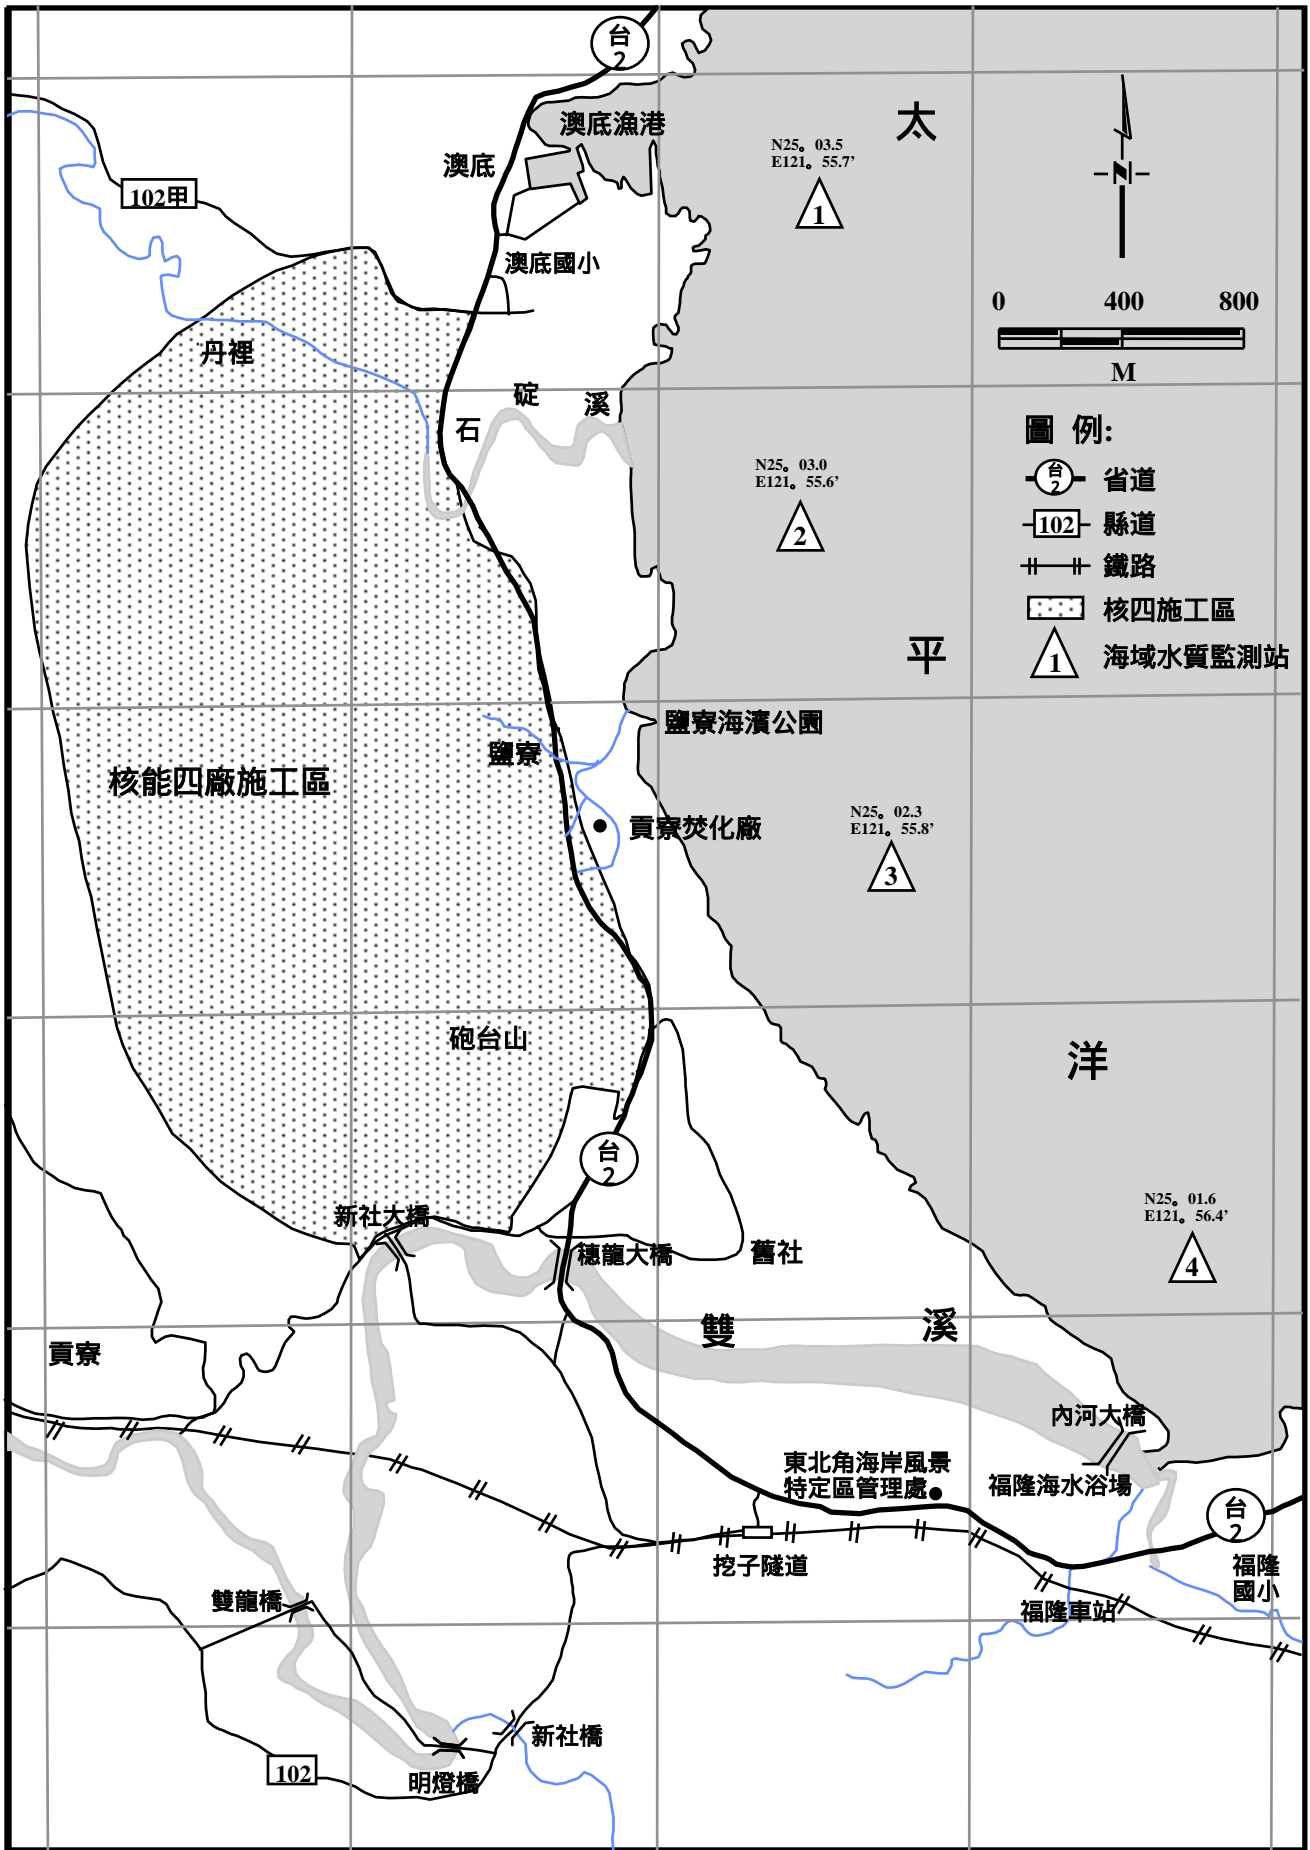 台
2
太
澳底漁港
N25。03.5
E121。55.7’
1
澳底
102甲
澳底國小
0 400 800
M
丹裡
石 碇 溪
圖 例:
台
2
省道
102
縣道
鐵路
核四施工區
1
海域水質監測站
N25。03.0
E121。55.6’
2
平
鹽寮海濱公園
鹽寮
核能四廠施工區
N25。02.3
E121。55.8’
3
貢寮焚化廠
砲台山
洋
台
2
N25。01.6
E121。56.4’
4
新社大橋
穗龍大橋
舊社
雙 溪
貢寮
內河大橋
東北角海岸風景
特定區管理處
福隆海水浴場
台
2
挖子隧道
福隆
國小
雙龍橋
福隆車站
新社橋
102
明燈橋
N